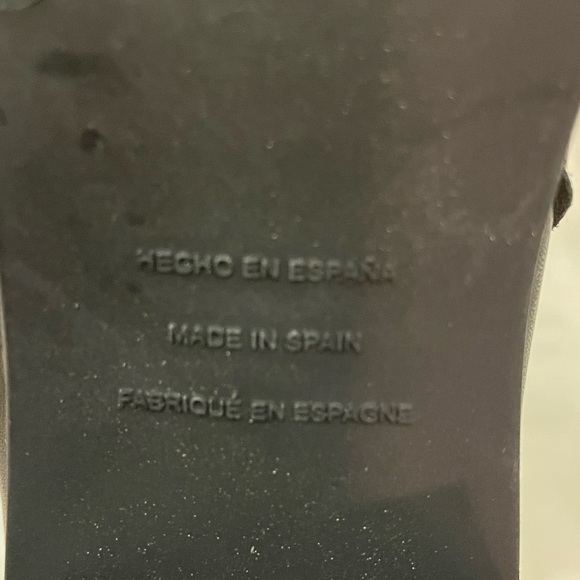 HECHO EN ESPAÑA
MADE IN SPAIN
FABRIQUÉ EN ESPAGNE